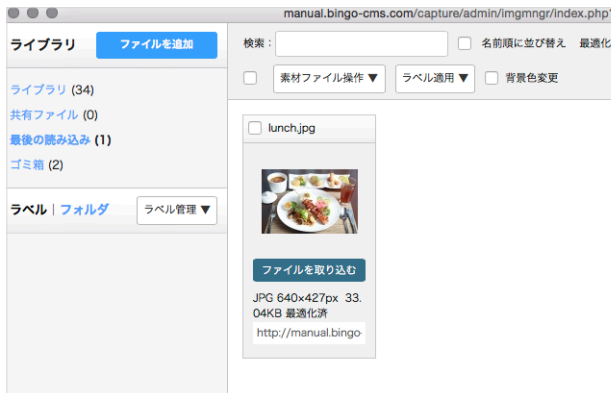 manual.bingo-cms.com/capture/admin/imgmngr/index.php?
ライブラリ ファイルを追加
検索: 名前順に並び替え 最適化
素材ファイル操作 ▼ ラベル適用 ▼ 背景色変更
ライブラリ (34)
共有ファイル (0)
最後の読み込み (1)
ゴミ箱 (2)
ラベル | フォルダ ラベル管理 ▼
lunch.jpg
ファイルを取り込む
JPG 640×427px 33.
04KB 最適化済
http://manual.bingo-